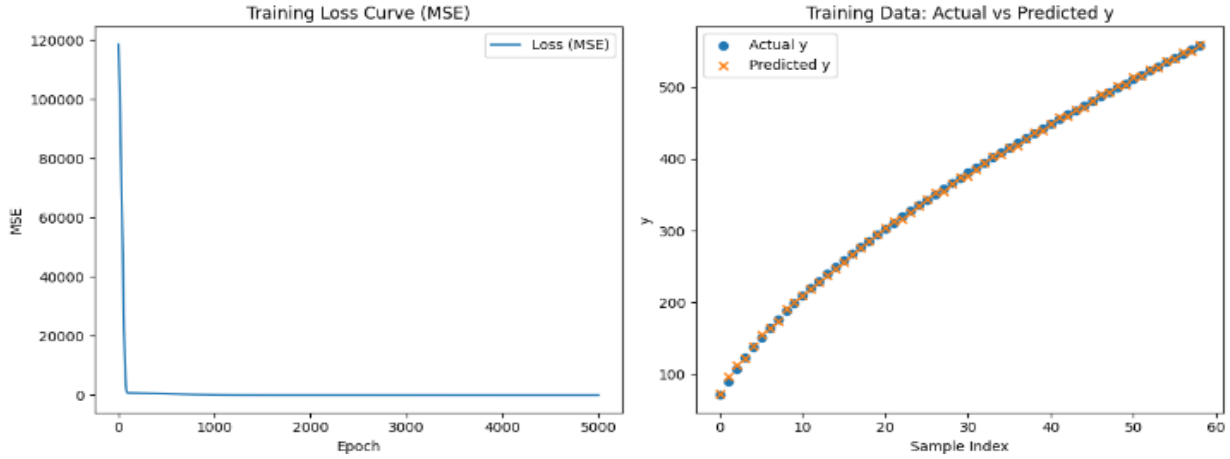 Training Loss Curve (MSE)
120000
100000
80000
60000
40000
20000
0
MSE
Loss (MSE)
0
1000
2000
3000
4000
5000
Epoch
Training Data: Actual vs Predicted y
500
400
300
200
100
y
Actual y
Predicted y
0
10
20
30
40
50
60
Sample Index